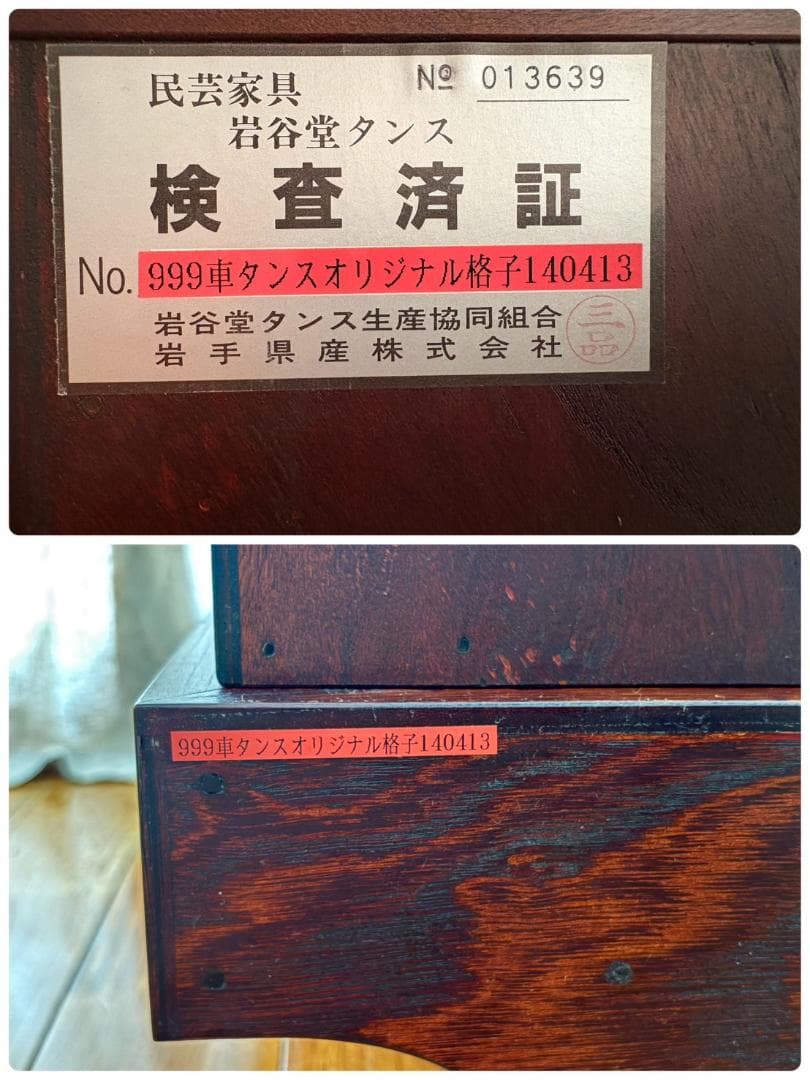 民芸家具
№ 013639
岩谷堂タンス
検査済証
No. 999車タンスオリジナル格子140413
岩谷堂タンス生産協同組合
岩手県産株式会社
三品
999車タンスオリジナル格子140413